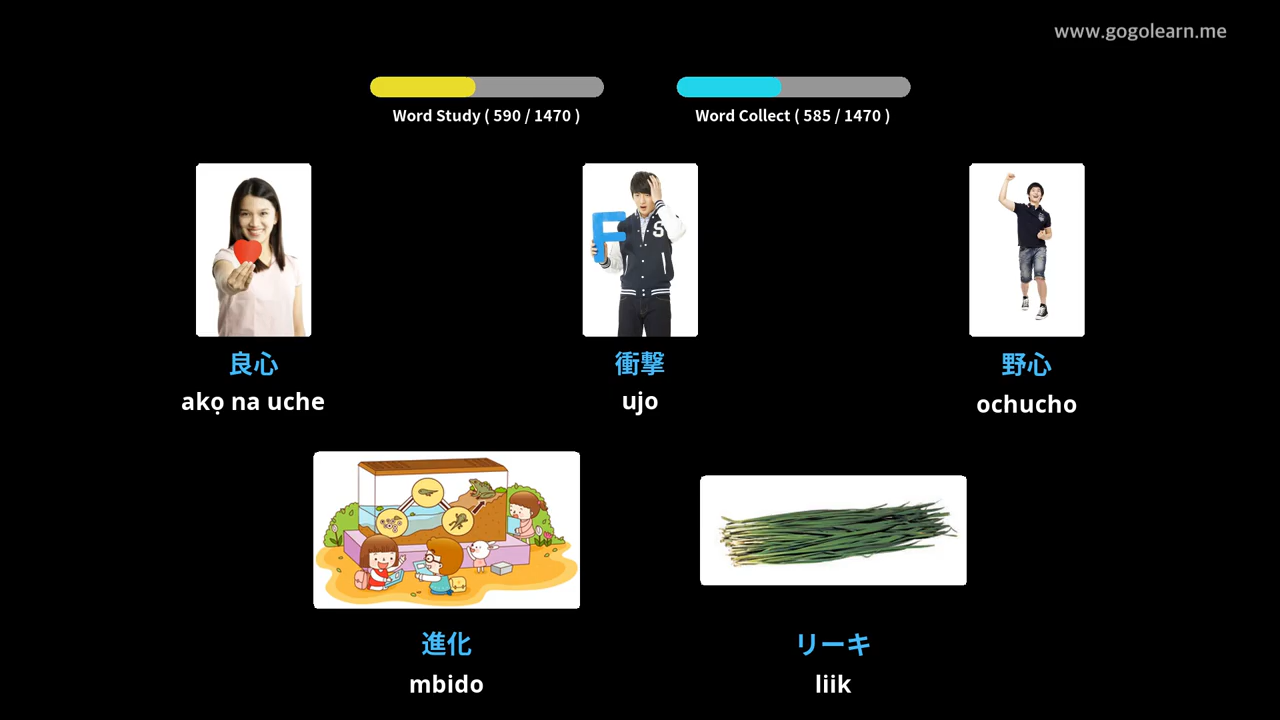 www.gogolearn.me
Word Study ( 590 / 1470 )
Word Collect ( 585 / 1470 )
F
S
良心
akọ na uche
衝撃
ujo
野心
ochucho
進化
mbido
リーキ
liik